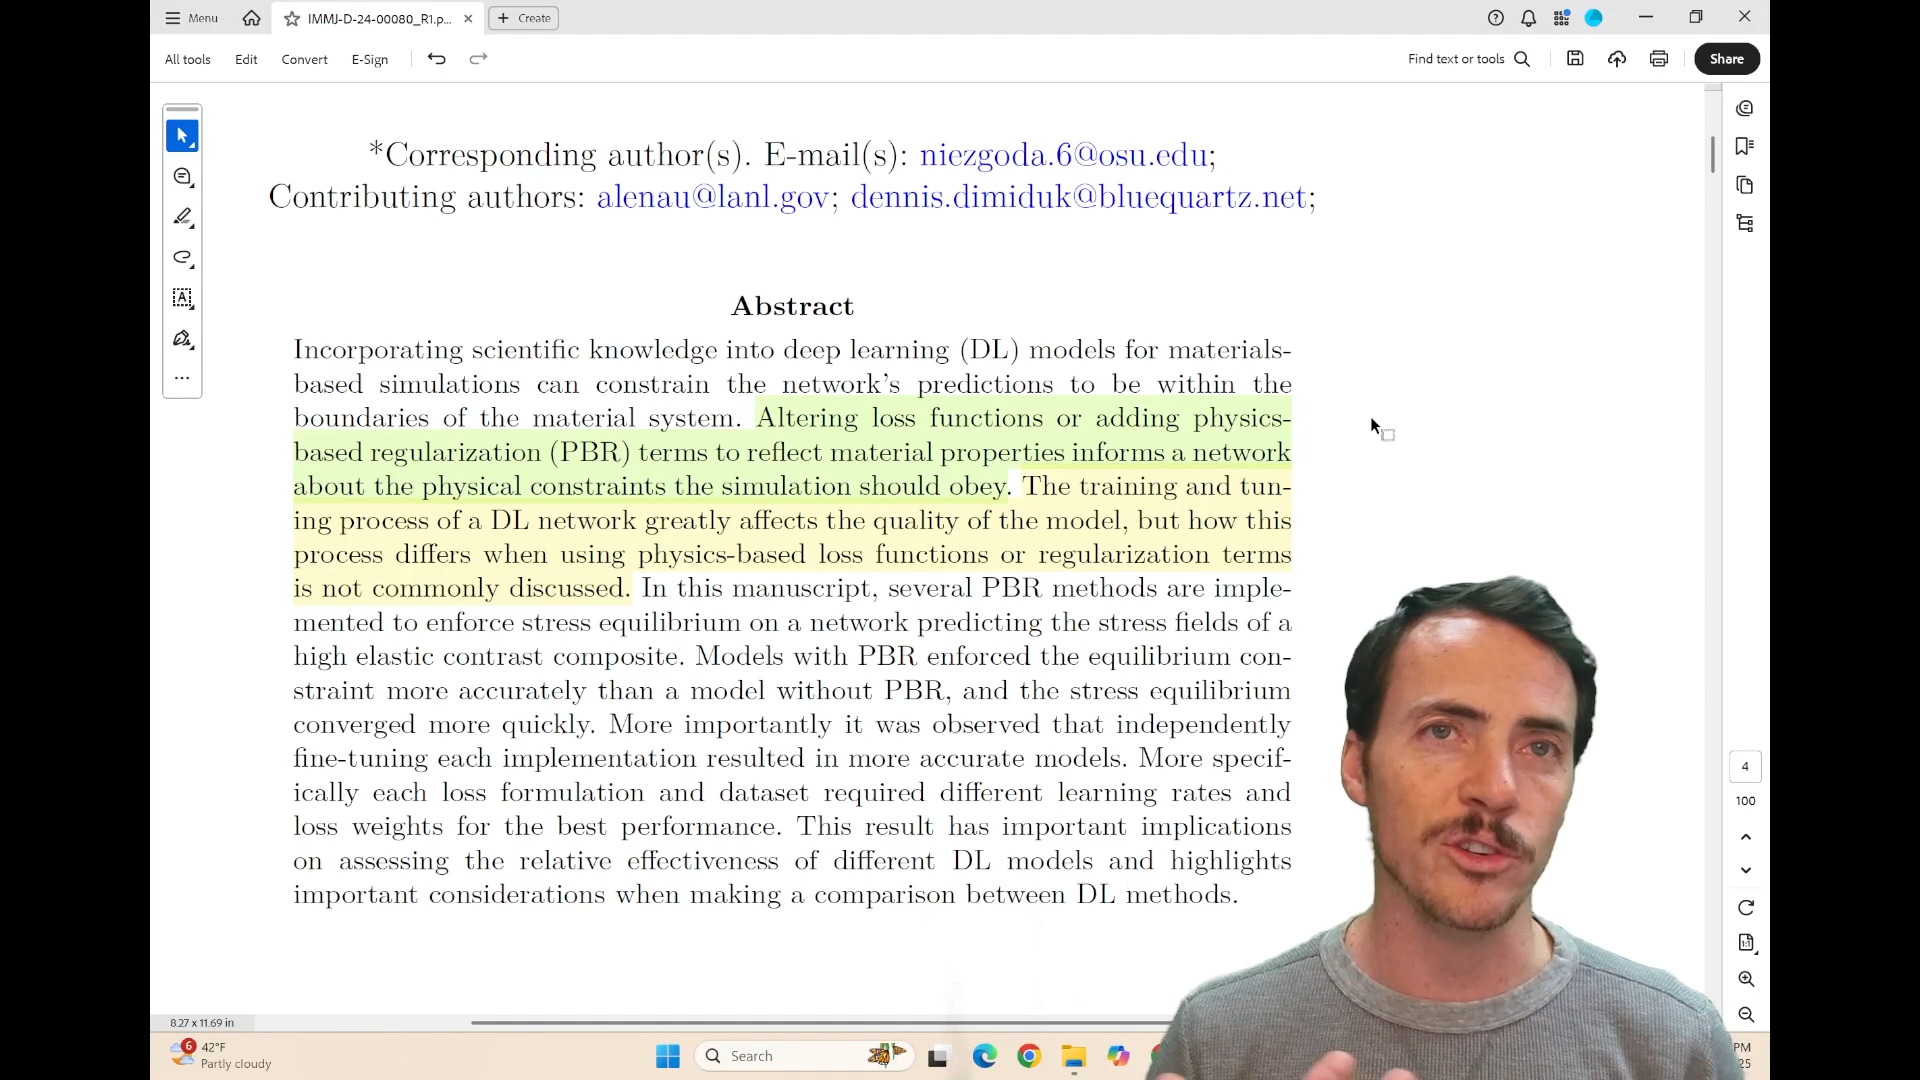 Menu
IMMJ-D-24-00080_R1.p...
Create
All tools
Edit
Convert
E-Sign
Find text or tools
Share
*Corresponding author(s). E-mail(s): niezgoda.6@osu.edu;
Contributing authors: alenau@lanl.gov; dennis.dimiduk@bluequartz.net;
Abstract
Incorporating scientific knowledge into deep learning (DL) models for materials-
based simulations can constrain the network's predictions to be within the
boundaries of the material system. Altering loss functions or adding physics-
based regularization (PBR) terms to reflect material properties informs a network
about the physical constraints the simulation should obey. The training and tun-
ing process of a DL network greatly affects the quality of the model, but how this
process differs when using physics-based loss functions or regularization terms
is not commonly discussed. In this manuscript, several PBR methods are imple-
mented to enforce stress equilibrium on a network predicting the stress fields of a
high elastic contrast composite. Models with PBR enforced the equilibrium con-
straint more accurately than a model without PBR, and the stress equilibrium
converged more quickly. More importantly it was observed that independently
fine-tuning each implementation resulted in more accurate models. More specif-
ically each loss formulation and dataset required different learning rates and
loss weights for the best performance. This result has important implications
on assessing the relative effectiveness of different DL models and highlights
important considerations when making a comparison between DL methods.
4
100
1:1
8.27 x 11.69 in
6
42°F
Partly cloudy
Search
PM
25